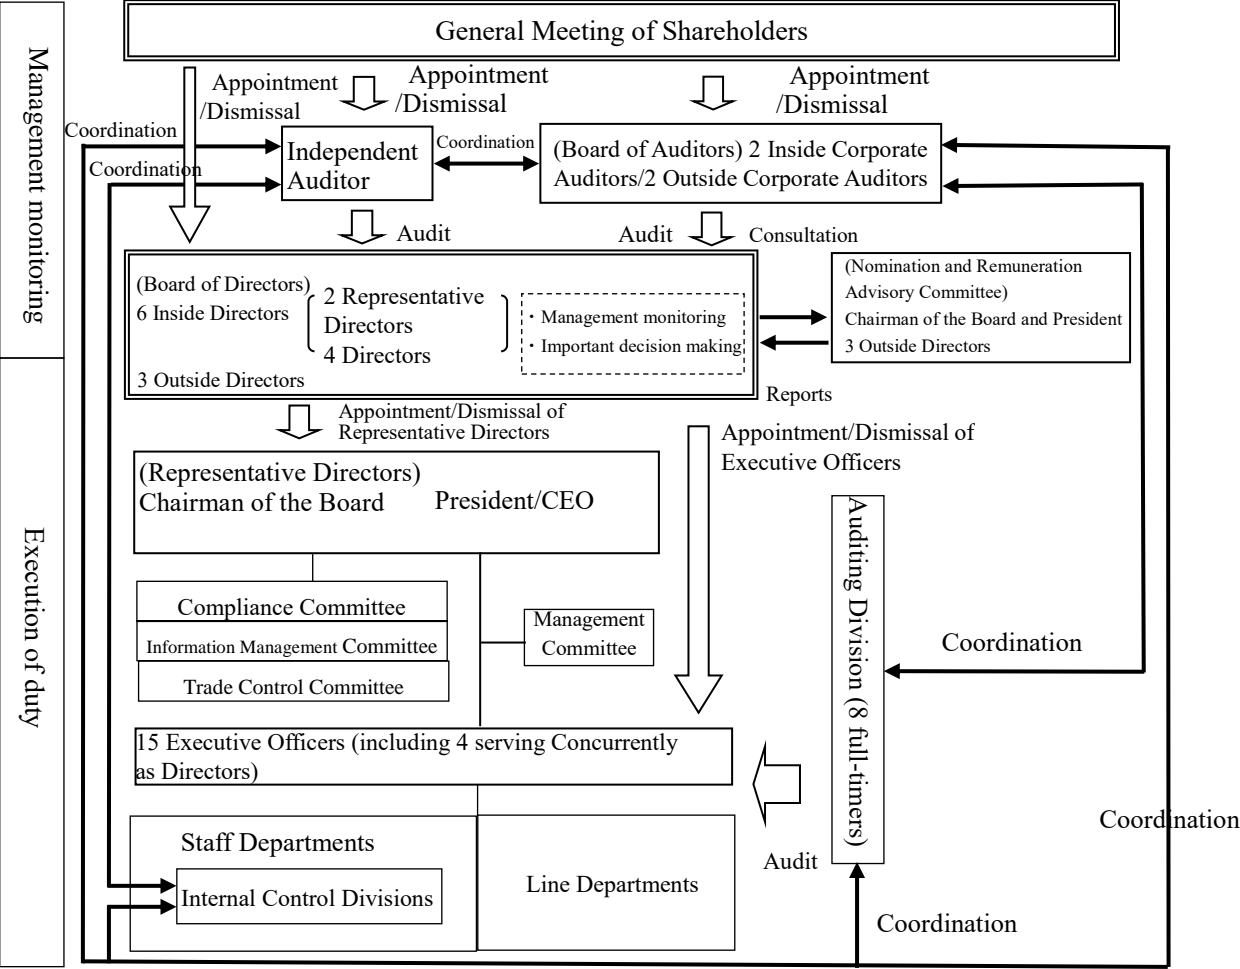 General Meeting of Shareholders
Management monitoring
Appointment
/Dismissal
Appointment
/Dismissal
Appointment
/Dismissal
Coordination
Coordination
Independent
Auditor
Coordination
(Board of Auditors) 2 Inside Corporate
Auditors/2 Outside Corporate Auditors
Audit
Audit
Consultation
(Board of Directors)
6 Inside Directors
2 Representative
Directors
4 Directors
3 Outside Directors
・Management monitoring
・Important decision making
(Nomination and Remuneration
Advisory Committee)
Chairman of the Board and President
3 Outside Directors
Reports
Appointment/Dismissal of
Representative Directors
Appointment/Dismissal of
Executive Officers
Execution of duty
(Representative Directors)
Chairman of the Board President/CEO
Compliance Committee
Information Management Committee
Trade Control Committee
Management
Committee
Auditing Division (8 full-timers)
Coordination
15 Executive Officers (including 4 serving Concurrently
as Directors)
Coordination
Audit
Staff Departments
Internal Control Divisions
Line Departments
Coordination